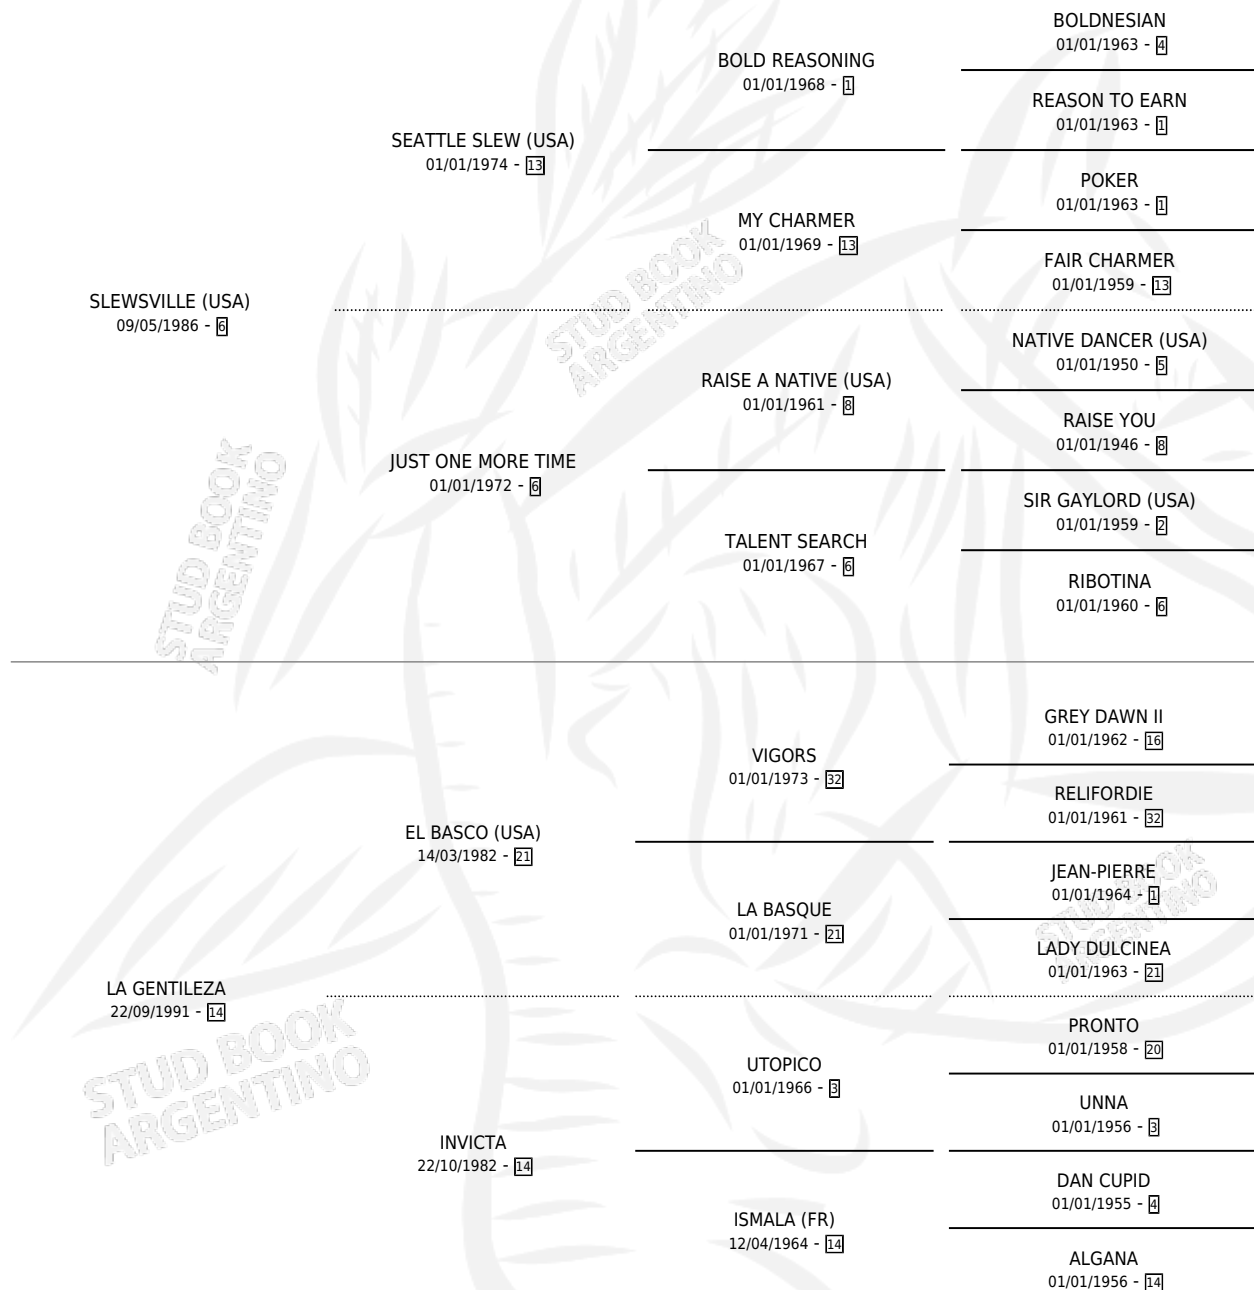 BOLDNESIAN
01/01/1963 - 4
BOLD REASONING
01/01/1968 - 1
REASON TO EARN
01/01/1963 - 1
SEATTLE SLEW (USA)
01/01/1974 - 13
POKER
01/01/1963 - 1
MY CHARMER
01/01/1969 - 13
FAIR CHARMER
01/01/1959 - 13
SLEWSVILLE (USA)
09/05/1986 - 6
STUD BOOK
ARGENTINO
NATIVE DANCER (USA)
01/01/1950 - 5
RAISE A NATIVE (USA)
01/01/1961 - 8
RAISE YOU
01/01/1946 - 8
JUST ONE MORE TIME
01/01/1972 - 6
SIR GAYLORD (USA)
01/01/1959 - 2
TALENT SEARCH
01/01/1967 - 6
RIBOTINA
01/01/1960 - 6
STUD BOOK
ARGENTINO
GREY DAWN II
01/01/1962 - 16
VIGORS
01/01/1973 - 32
RELIFORDIE
01/01/1961 - 32
EL BASCO (USA)
14/03/1982 - 21
JEAN-PIERRE
01/01/1964 - 1
LA BASQUE
01/01/1971 - 21
LADY DULCINEA
01/01/1963 - 21
STUD BOOK
ARGENTINO
LA GENTILEZA
22/09/1991 - 14
PRONTO
01/01/1958 - 20
UTOPICO
01/01/1966 - 3
UNNA
01/01/1956 - 3
STUD BOOK
ARGENTINO
INVICTA
22/10/1982 - 14
DAN CUPID
01/01/1955 - 4
ISMALA (FR)
12/04/1964 - 14
ALGANA
01/01/1956 - 14